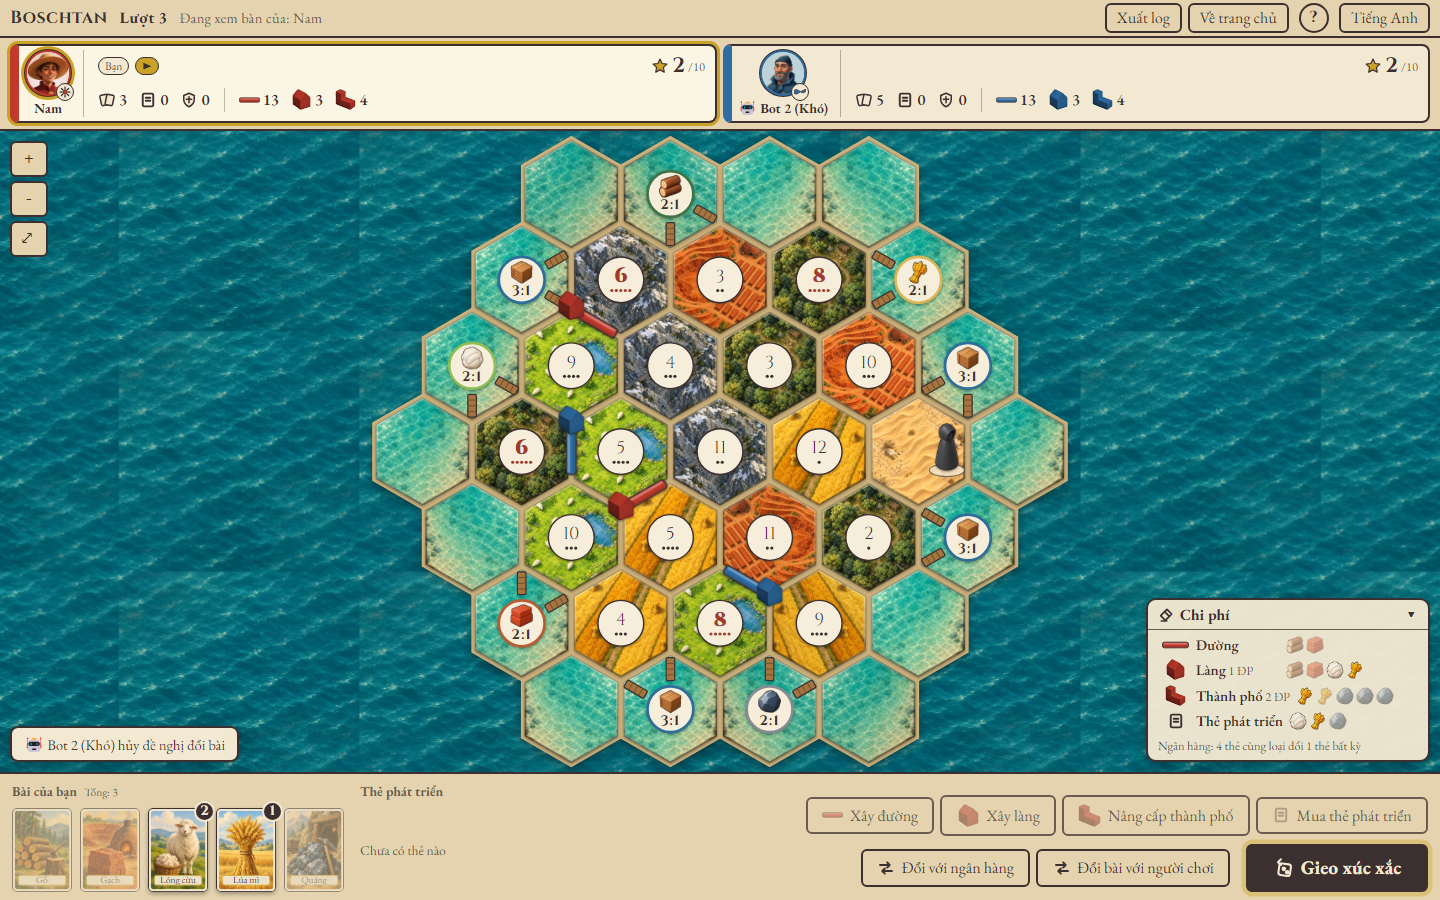 BOSCHTAN Lượt 3 Đang xem bàn của: Nam
Xuất log Về trang chủ ? Tiếng Anh
Bạn 2 /10
Nam 3 0 0 13 3 4
2 /10
Bot 2 (Khó) 5 0 0 13 3 4
+
-
2:1
3:1 6 3 8 2:1
2:1 9 4 3 10 3:1
6 5 11 12
10 5 11 2 3:1
2:1 4 8 9
3:1 2:1
Chi phí
Đường
Làng 1 ĐP
Thành phố 2 ĐP
Thẻ phát triển
Ngân hàng: 4 thẻ cùng loại đổi 1 thẻ bất kỳ
Bot 2 (Khó) hủy đề nghị đổi bài
Bài của bạn Tổng: 3
2 1
Gỗ Gạch Lông cừu Lúa mì Quặng
Thẻ phát triển
Chưa có thẻ nào
Xây đường Xây làng Nâng cấp thành phố Mua thẻ phát triển
Đổi với ngân hàng Đổi bài với người chơi Gieo xúc xắc